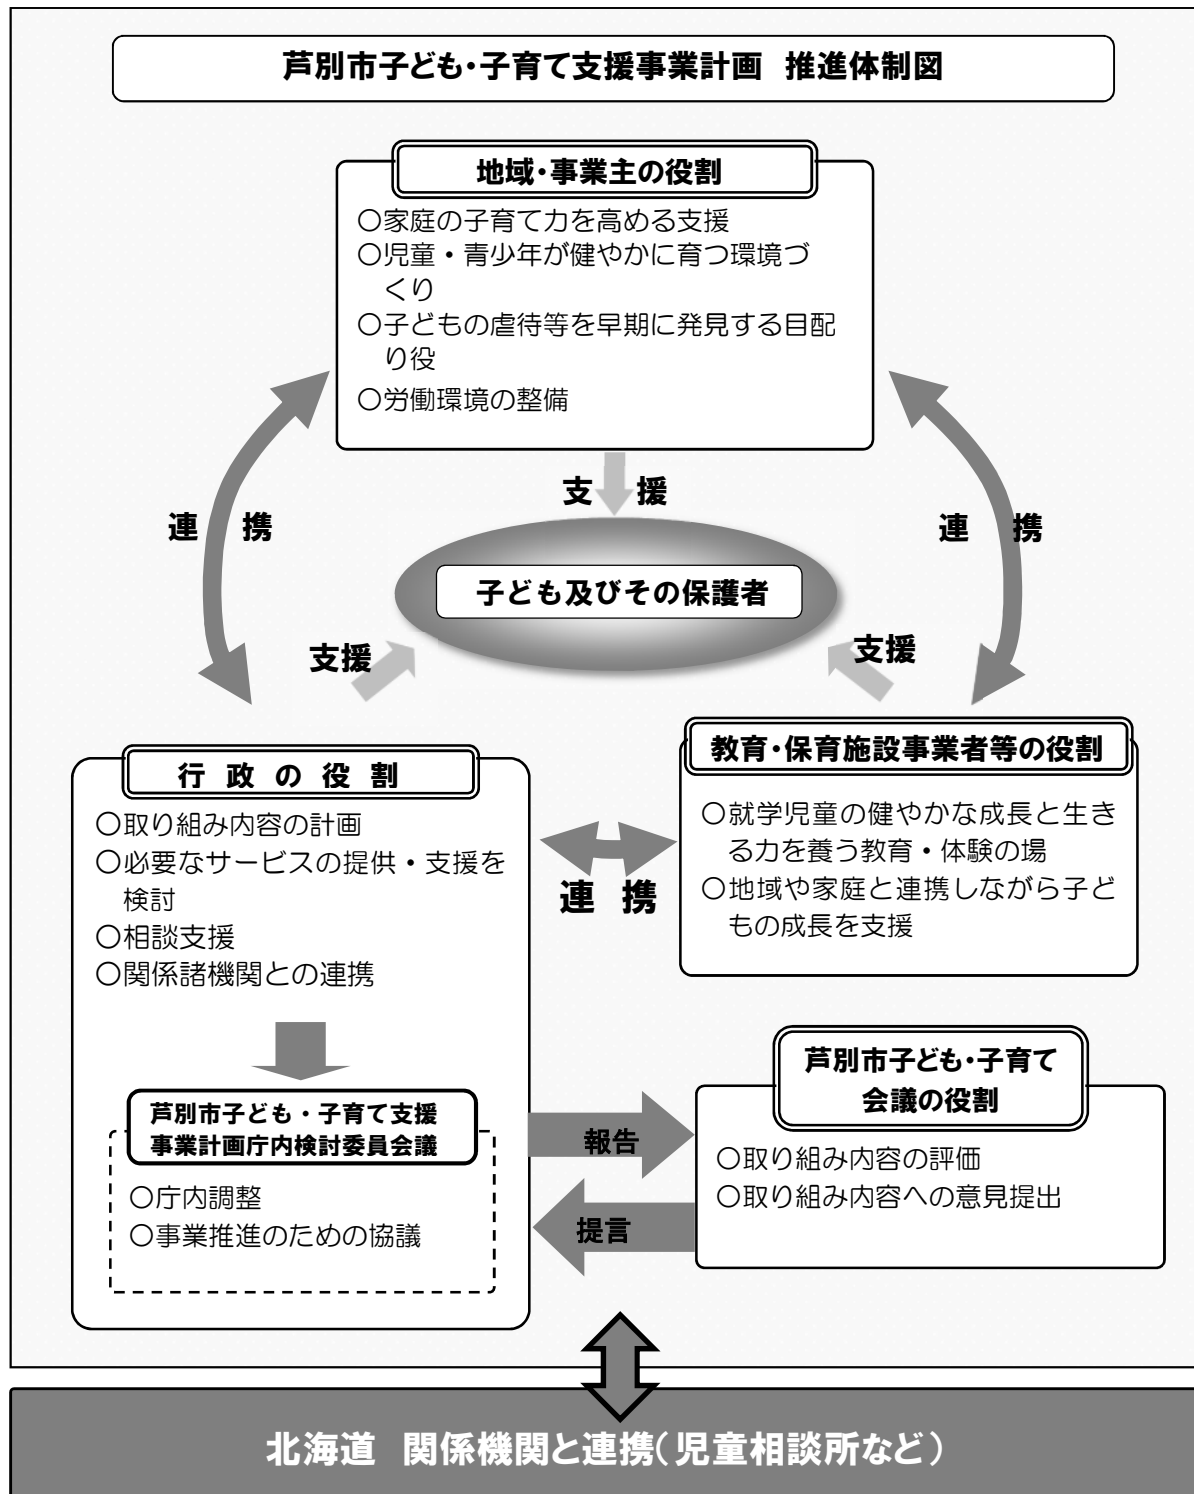 芦別市子ども・子育て支援事業計画 推進体制図
地域・事業主の役割
○家庭の子育て力を高める支援
○児童・青少年が健やかに育つ環境づ
くり
○子どもの虐待等を早期に発見する目配
り役
○労働環境の整備
支 援
連 携
連 携
子ども及びその保護者
支援
支援
行政の役割
○取り組み内容の計画
○必要なサービスの提供・支援を
検討
○相談支援
○関係諸機関との連携
連 携
教育・保育施設事業者等の役割
○就学児童の健やかな成長と生き
る力を養う教育・体験の場
○地域や家庭と連携しながら子ど
もの成長を支援
芦別市子ども・子育て支援
事業計画庁内検討委員会議
○庁内調整
○事業推進のための協議
報告
提言
芦別市子ども・子育て
会議の役割
○取り組み内容の評価
○取り組み内容への意見提出
北海道 関係機関と連携(児童相談所など)